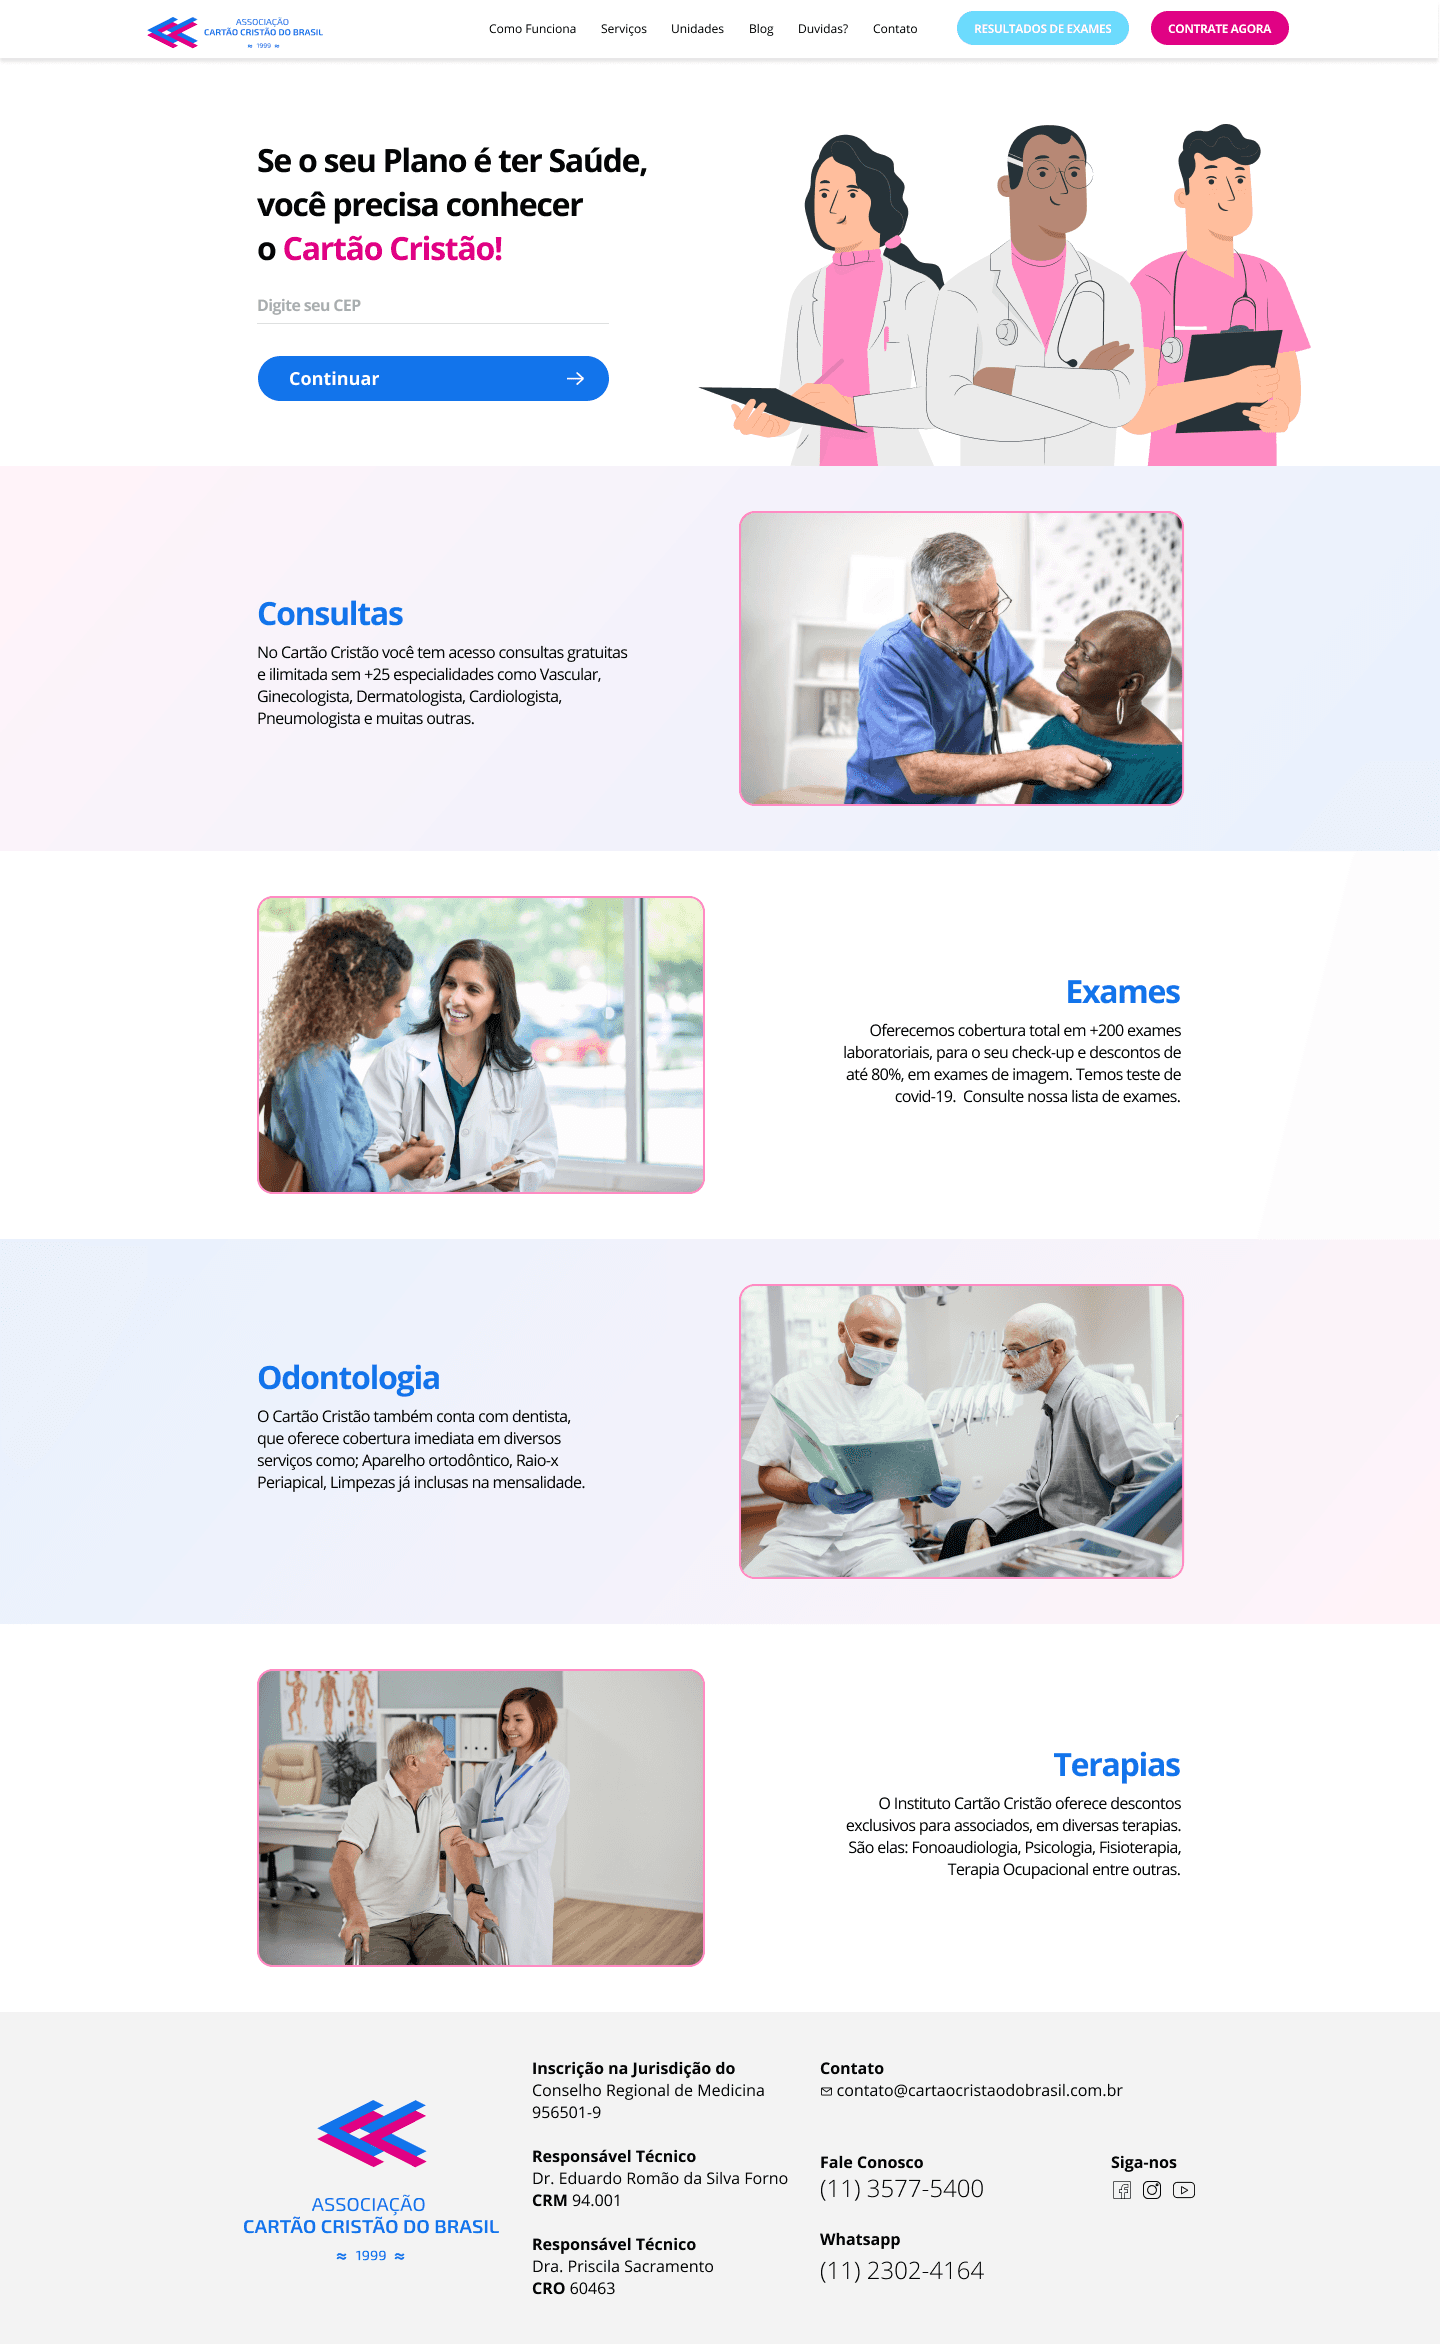 ASSOCIAÇÃO
CARTÃO CRISTÃO DO BRASIL
≈ 1999 ≈
Como Funciona Serviços Unidades Blog Duvidas? Contato RESULTADOS DE EXAMES CONTRATE AGORA
Se o seu Plano é ter Saúde,
você precisa conhecer
o Cartão Cristão!
Digite seu CEP
Continuar
Consultas
No Cartão Cristão você tem acesso consultas gratuitas
e ilimitada sem +25 especialidades como Vascular,
Ginecologista, Dermatologista, Cardiologista,
Pneumologista e muitas outras.
Exames
Oferecemos cobertura total em +200 exames
laboratoriais, para o seu check-up e descontos de
até 80%, em exames de imagem. Temos teste de
covid-19. Consulte nossa lista de exames.
Odontologia
O Cartão Cristão também conta com dentista,
que oferece cobertura imediata em diversos
serviços como; Aparelho ortodôntico, Raio-x
Periapical, Limpezas já inclusas na mensalidade.
Terapias
O Instituto Cartão Cristão oferece descontos
exclusivos para associados, em diversas terapias.
São elas: Fonoaudiologia, Psicologia, Fisioterapia,
Terapia Ocupacional entre outras.
ASSOCIAÇÃO
CARTÃO CRISTÃO DO BRASIL
≈ 1999 ≈
Inscrição na Jurisdição do
Conselho Regional de Medicina
956501-9
Responsável Técnico
Dr. Eduardo Romão da Silva Forno
CRM 94.001
Responsável Técnico
Dra. Priscila Sacramento
CRO 60463
Contato
contato@cartaocristaodobrasil.com.br
Fale Conosco
(11) 3577-5400
Whatsapp
(11) 2302-4164
Siga-nos